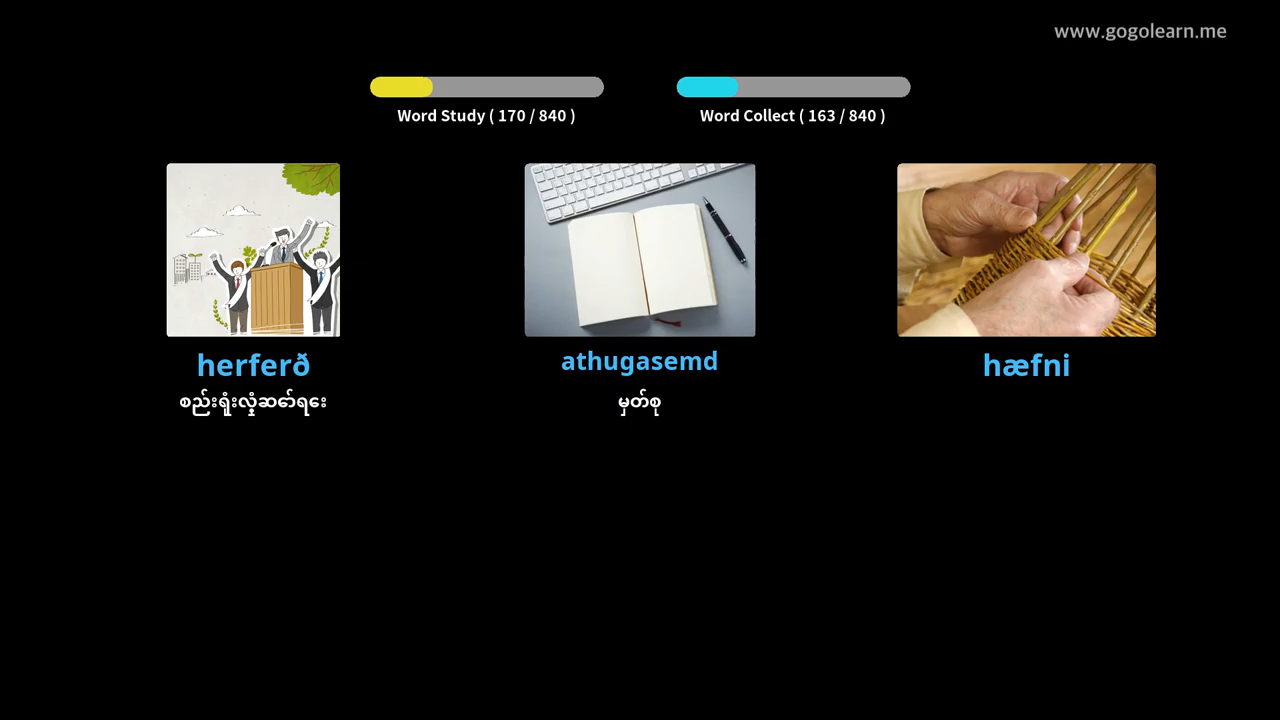 www.gogolearn.me
Word Study ( 170 / 840 )
Word Collect ( 163 / 840 )
herferð
athugasemd
hæfni
စည်းရုံးလှုံ့ဆော်ရေး
မှတ်စု